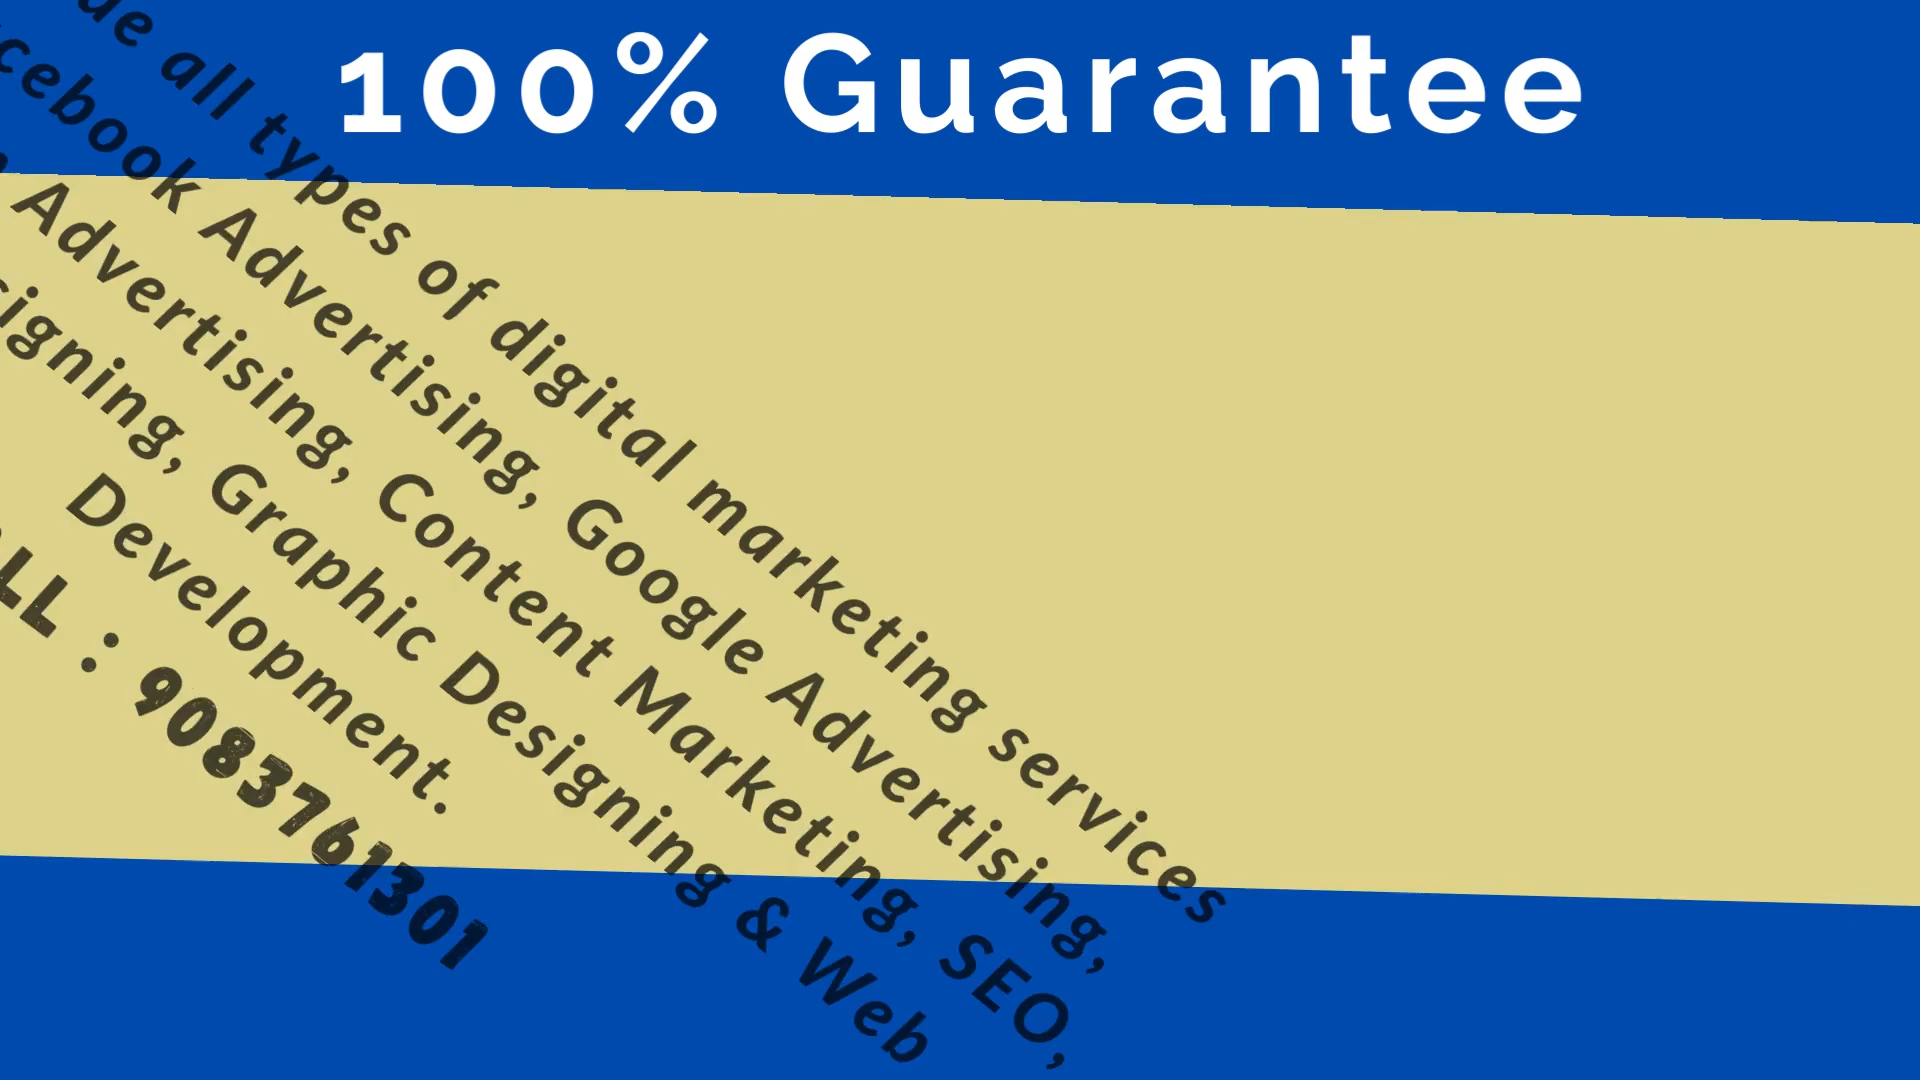 100% Guarantee
all types of digital marketing services
Advertising, Google Advertising,
Advertising, Content Marketing, SEO,
Graphic Designing & Web
Development.
: 9083761301